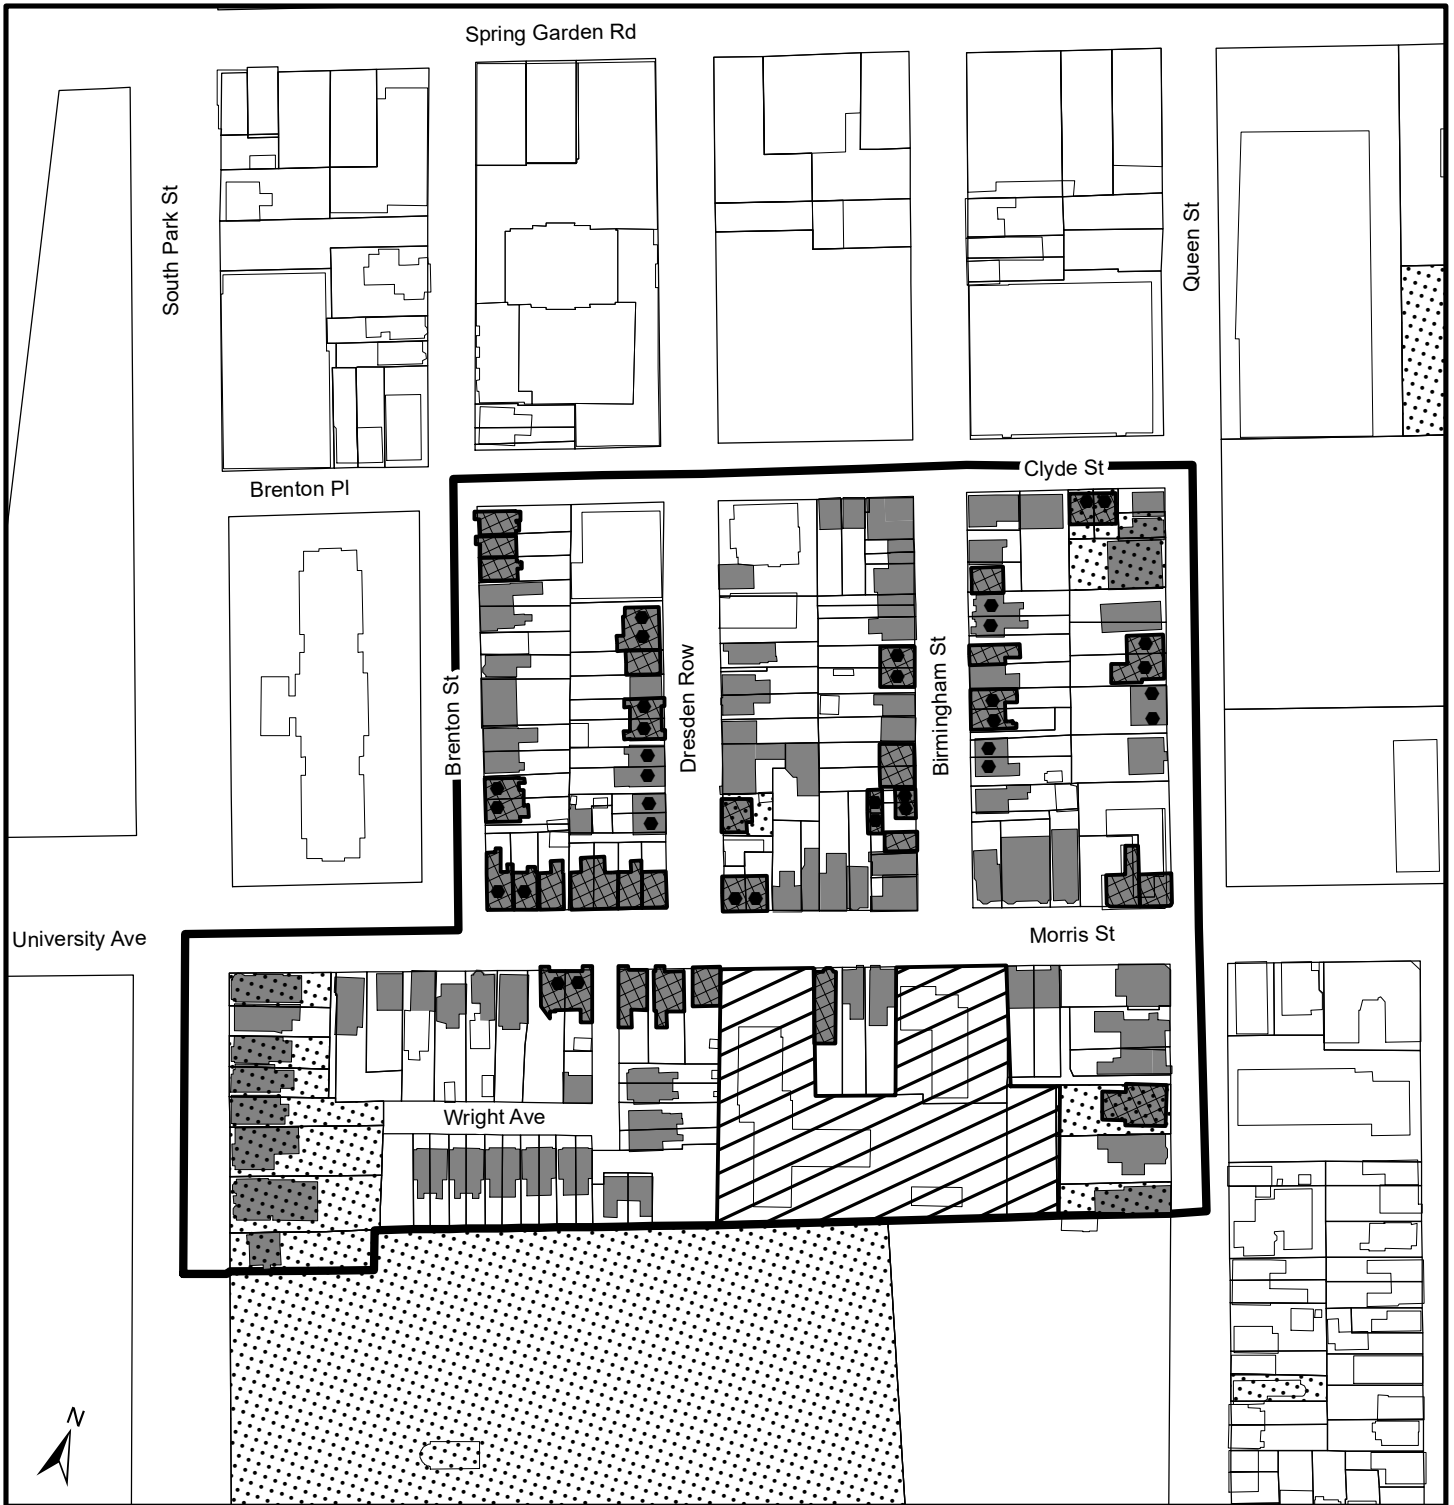 Spring Garden Rd
South Park St
Queen St
Clyde St
Brenton Pl
Brenton St
Dresden Row
Birmingham St
University Ave
Morris St
Wright Ave
N